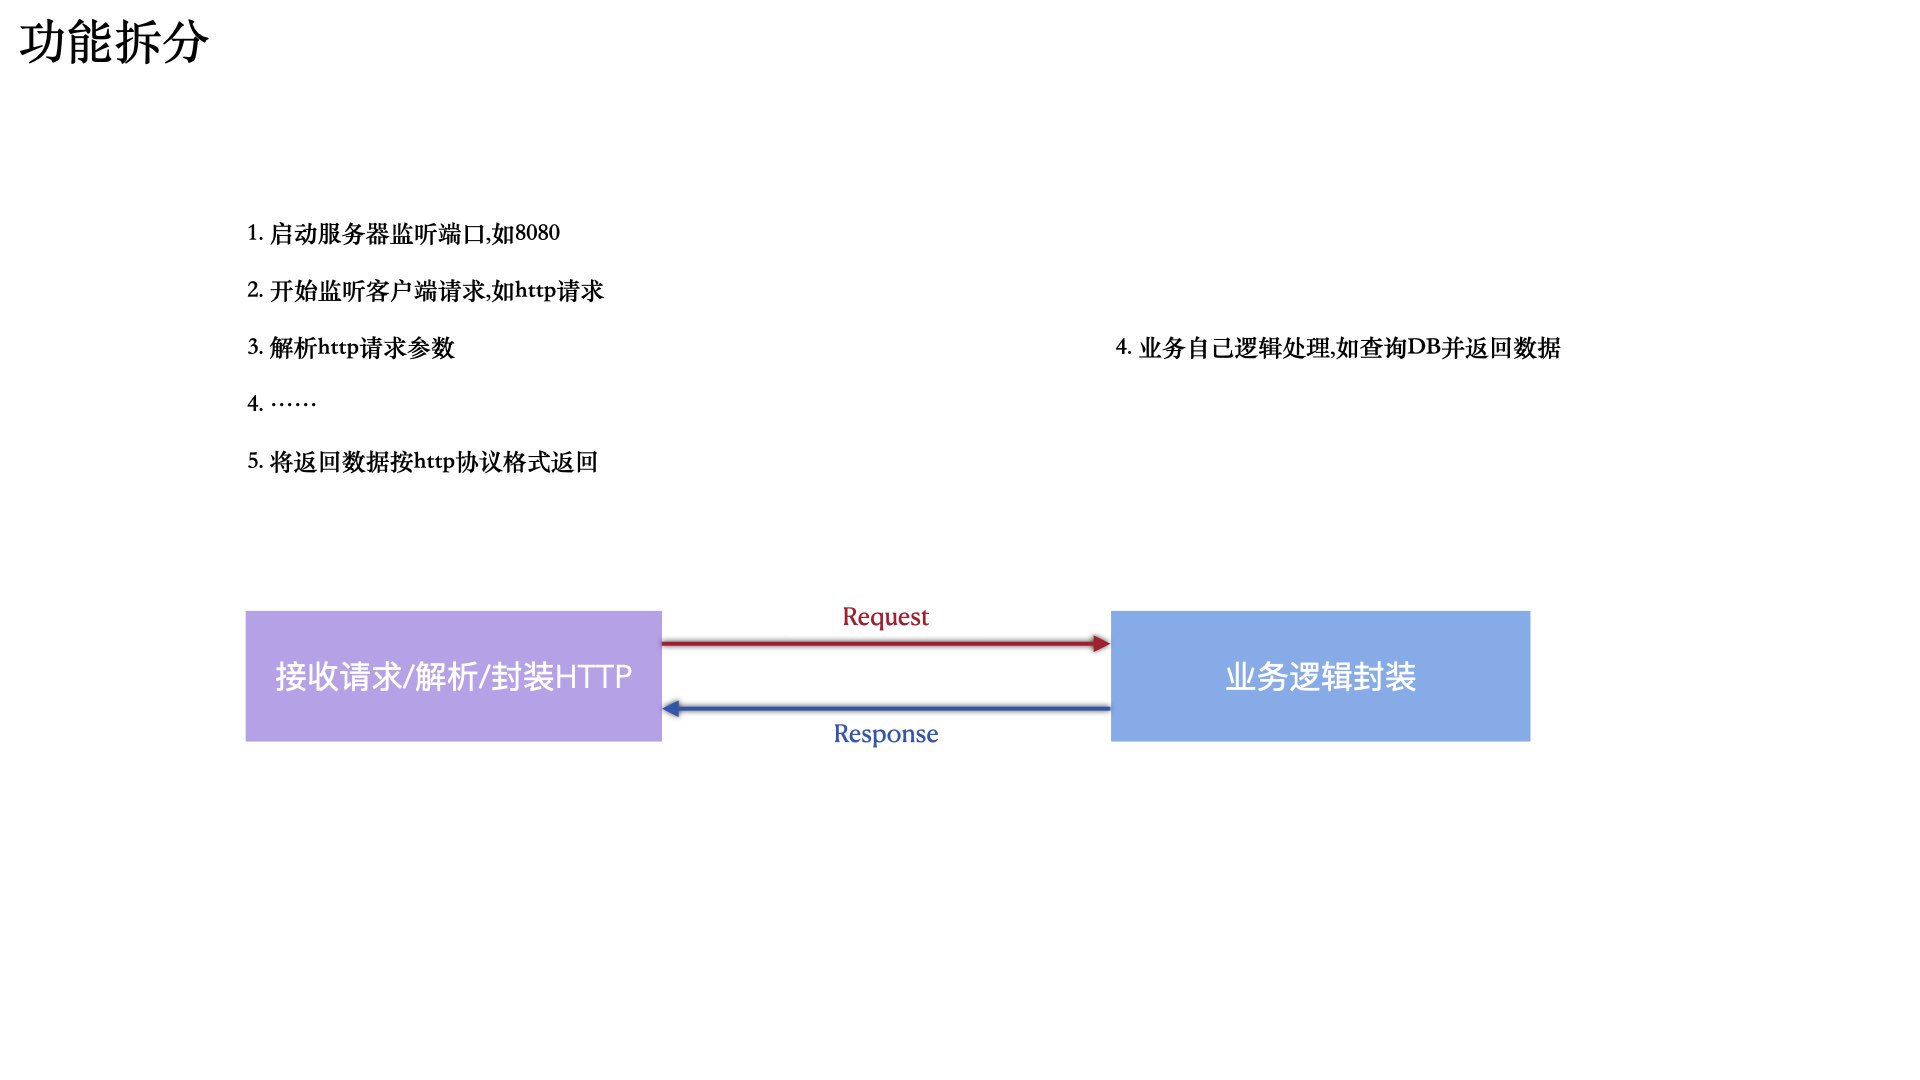 功能拆分
1. 启动服务器监听端口,如8080
2. 开始监听客户端请求,如http请求
3. 解析http请求参数
4. ……
5. 将返回数据按http协议格式返回
4. 业务自己逻辑处理,如查询DB并返回数据
接收请求/解析/封装HTTP
Request
Response
业务逻辑封装